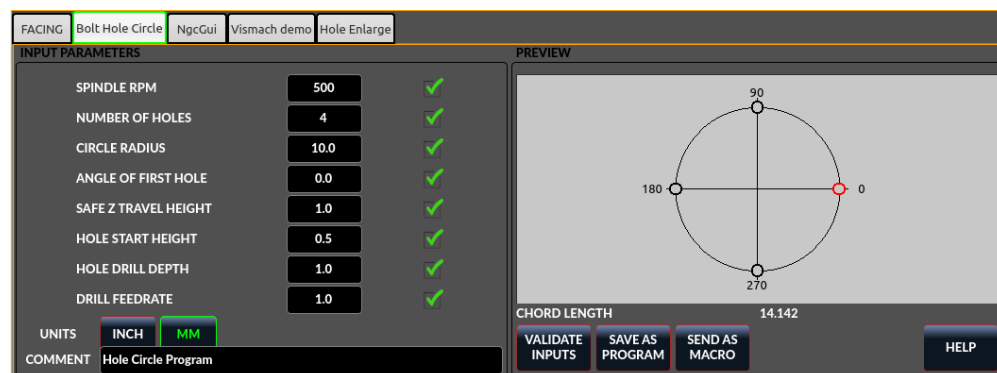 FACING Bolt Hole Circle NgcGui Vismach demo Hole Enlarge
INPUT PARAMETERS
SPINDLE RPM 500
NUMBER OF HOLES 4
CIRCLE RADIUS 10.0
ANGLE OF FIRST HOLE 0.0
SAFE Z TRAVEL HEIGHT 1.0
HOLE START HEIGHT 0.5
HOLE DRILL DEPTH 1.0
DRILL FEEDRATE 1.0
UNITS INCH MM
COMMENT Hole Circle Program
PREVIEW
90
180 0
270
CHORD LENGTH 14.142
VALIDATE INPUTS
SAVE AS PROGRAM
SEND AS MACRO
HELP